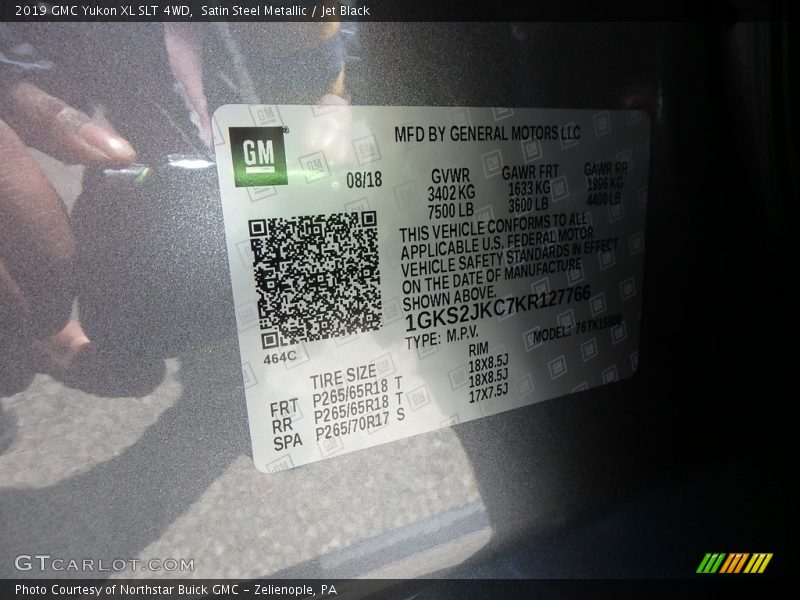 2019 GMC Yukon XL SLT 4WD, Satin Steel Metallic / Jet Black
GM
MFD BY GENERAL MOTORS LLC
08/18
GVWR GAWR FRT GAWR RR
3402 KG 1633 KG 1996 KG
7500 LB 3600 LB 4400 LB
THIS VEHICLE CONFORMS TO ALL
APPLICABLE U.S. FEDERAL MOTOR
VEHICLE SAFETY STANDARDS IN EFFECT
ON THE DATE OF MANUFACTURE
SHOWN ABOVE.
1GKS2JKC7KR127766
TYPE: M.P.V. MODEL:
464C
TIRE SIZE RIM
FRT P265/65R18 T 18X8.5J
RR P265/65R18 T 18X8.5J
SPA P265/70R17 S 17X7.5J
GTCARLOT.COM
Photo Courtesy of Northstar Buick GMC - Zelienople, PA